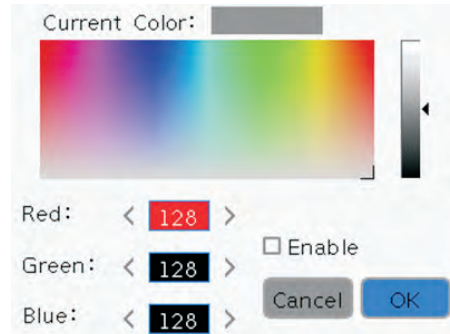 Current Color:
Red: < 128 >
Green: < 128 >
Blue: < 128 >
Enable
Cancel OK